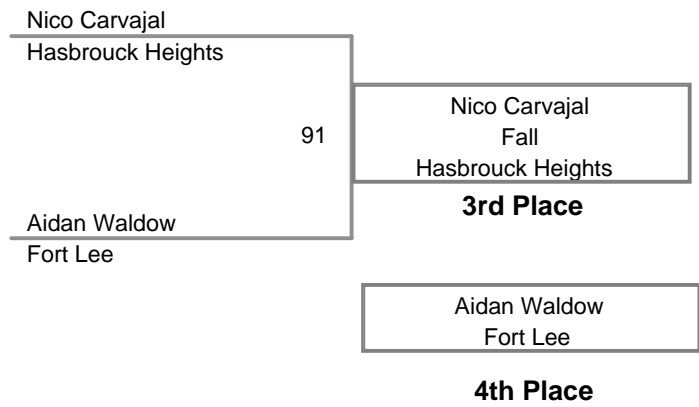 Nico Carvajal
Hasbrouck Heights
91
Nico Carvajal
Fall
Hasbrouck Heights
3rd Place
Aidan Waldow
Fort Lee
Aidan Waldow
Fort Lee
4th Place